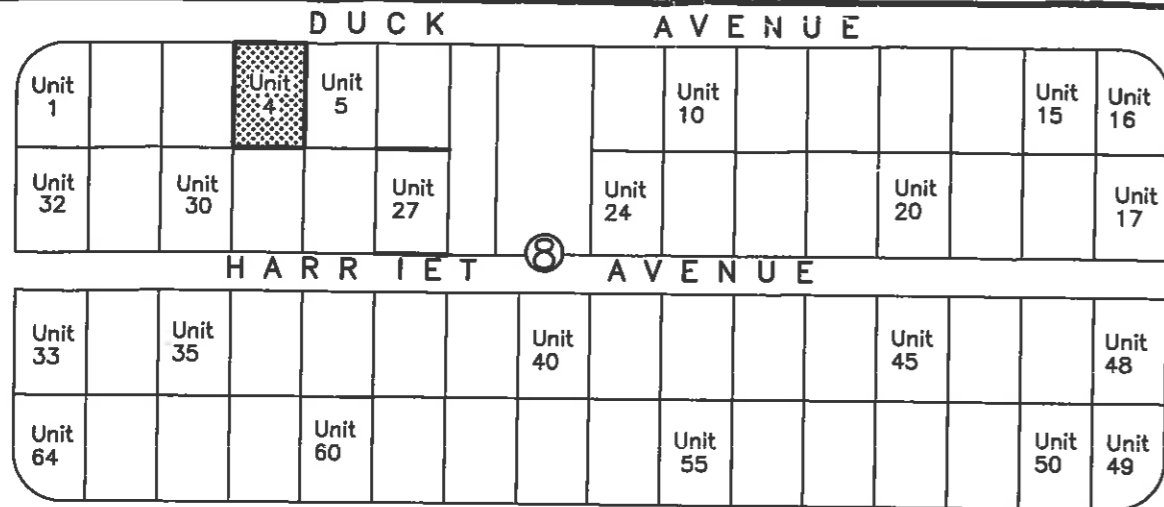 DUCK AVENUE
Unit 1
Unit 4
Unit 5
Unit 10
Unit 15
Unit 16
Unit 32
Unit 30
Unit 27
Unit 24
Unit 20
Unit 17
8
HARRIET AVENUE
Unit 33
Unit 35
Unit 40
Unit 45
Unit 48
Unit 64
Unit 60
Unit 55
Unit 50
Unit 49